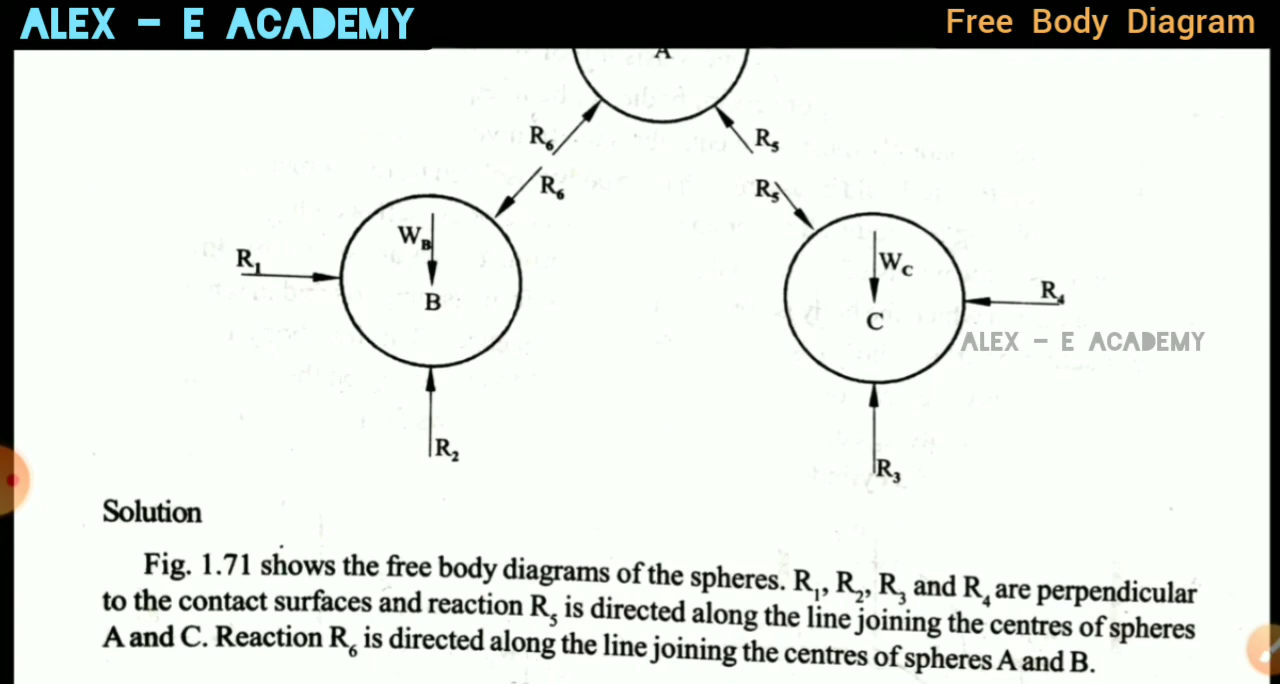 ALEX - E ACADEMY
Free Body Diagram
A
R₆
R₅
R₆
R₅
W_B
R₁
B
W_C
R₄
C
ALEX - E ACADEMY
R₂
R₃
Solution
Fig. 1.71 shows the free body diagrams of the spheres. R₁, R₂, R₃ and R₄ are perpendicular
to the contact surfaces and reaction R₅ is directed along the line joining the centres of spheres
A and C. Reaction R₆ is directed along the line joining the centres of spheres A and B.